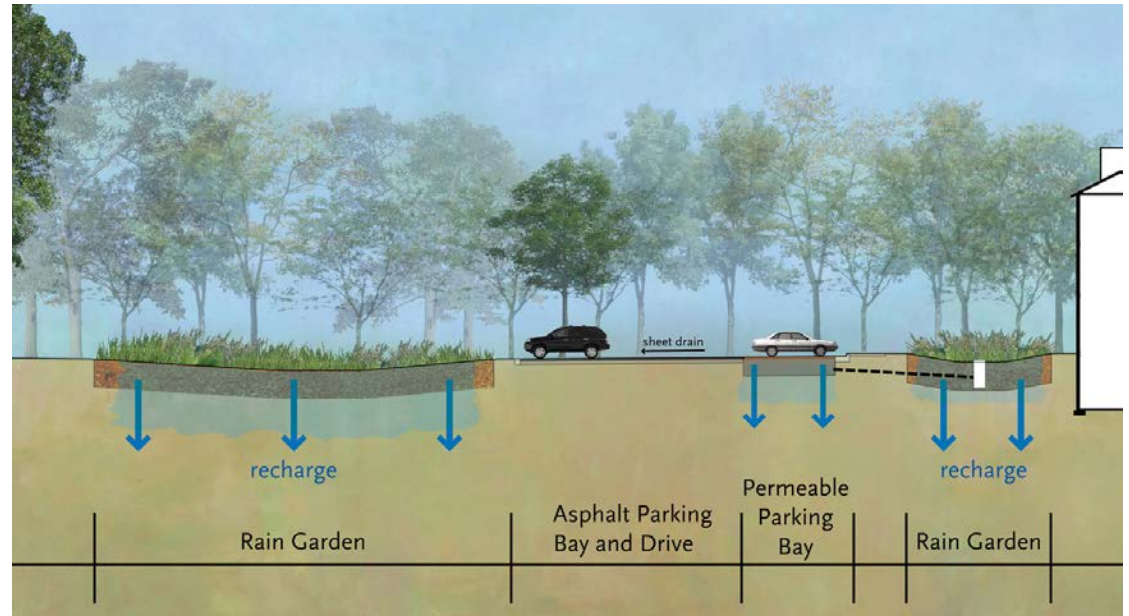 sheet drain
recharge
recharge
Rain Garden
Asphalt Parking
Bay and Drive
Permeable
Parking
Bay
Rain Garden